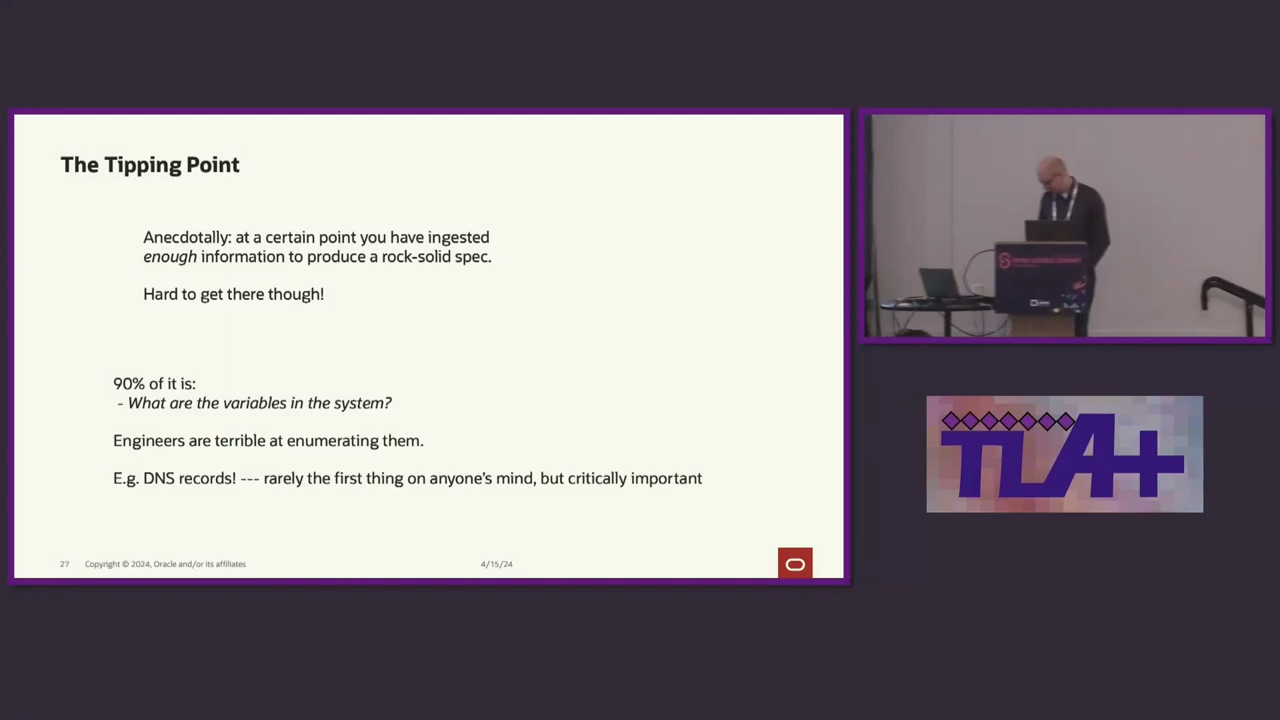 The Tipping Point
Anecdotally: at a certain point you have ingested
enough information to produce a rock-solid spec.
Hard to get there though!
90% of it is:
- What are the variables in the system?
Engineers are terrible at enumerating them.
E.g. DNS records! --- rarely the first thing on anyone's mind, but critically important
27 Copyright © 2024, Oracle and/or its affiliates 4/15/24
TLA+